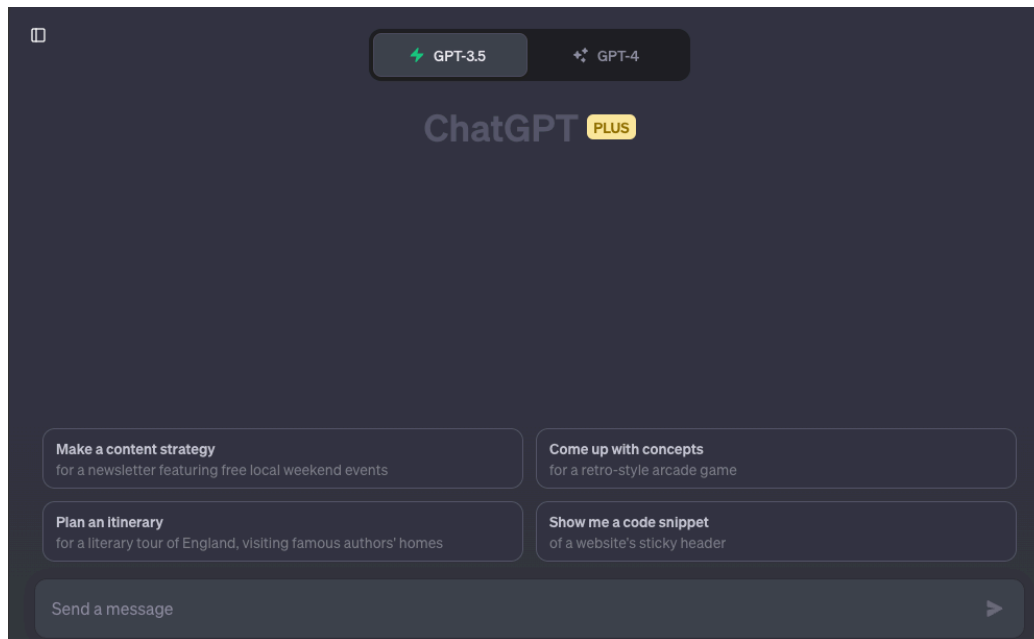 GPT-3.5
GPT-4
ChatGPT PLUS
Make a content strategy
for a newsletter featuring free local weekend events
Come up with concepts
for a retro-style arcade game
Plan an itinerary
for a literary tour of England, visiting famous authors' homes
Show me a code snippet
of a website's sticky header
Send a message